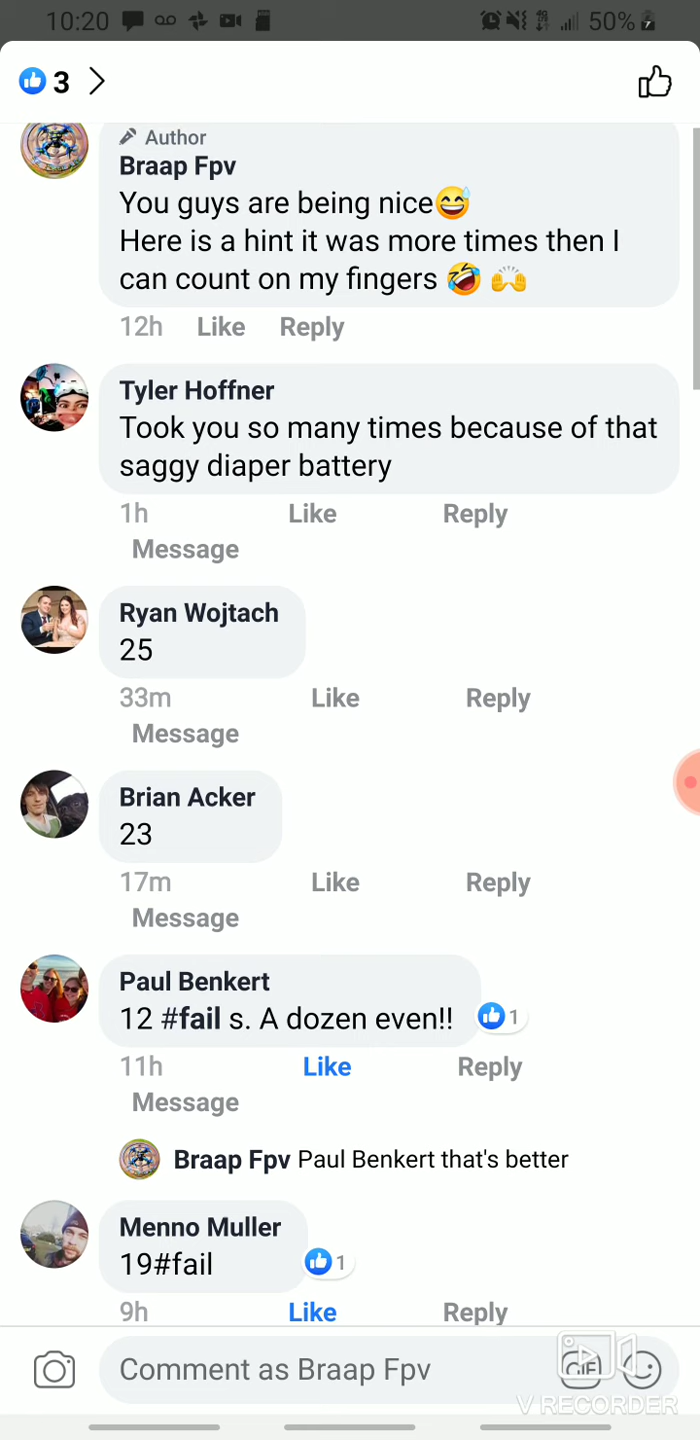 10:20
50%
3
Author
Braap Fpv
You guys are being nice😅
Here is a hint it was more times then I
can count on my fingers 🤣 🙌
12h Like Reply
Tyler Hoffner
Took you so many times because of that
saggy diaper battery
1h Like Reply
Message
Ryan Wojtach
25
33m Like Reply
Message
Brian Acker
23
17m Like Reply
Message
Paul Benkert
12 #fail s. A dozen even!! 1
11h Like Reply
Message
Braap Fpv Paul Benkert that's better
Menno Muller
19#fail 1
9h Like Reply
Comment as Braap Fpv GIF
V RECORDER